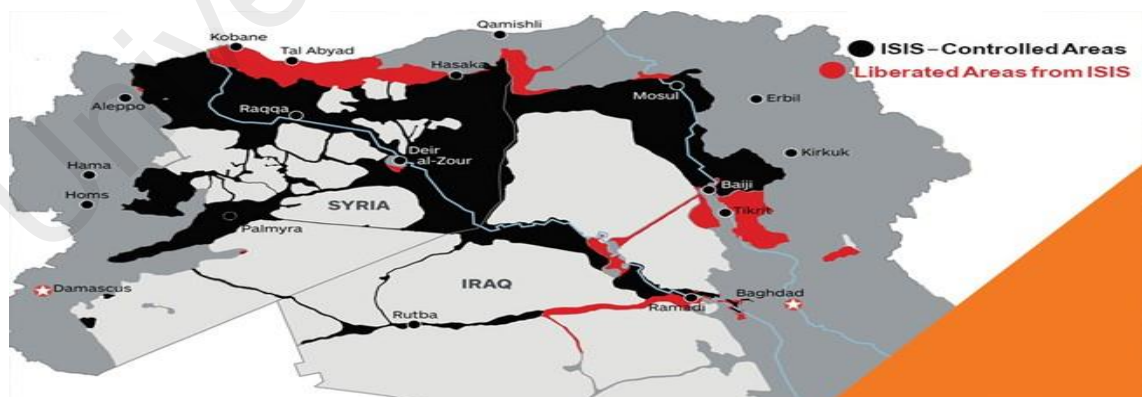 Qamishli
Kobane
Tal Abyad
ISIS – Controlled Areas
Hasaka
Liberated Areas from ISIS
Aleppo
Raqqa
Mosul
Erbil
Deir
al-Zour
Kirkuk
Hama
Baiji
Homs
SYRIA
Tikrit
Palmyra
IRAQ
Damascus
Baghdad
Ramadi
Rutba
Univer